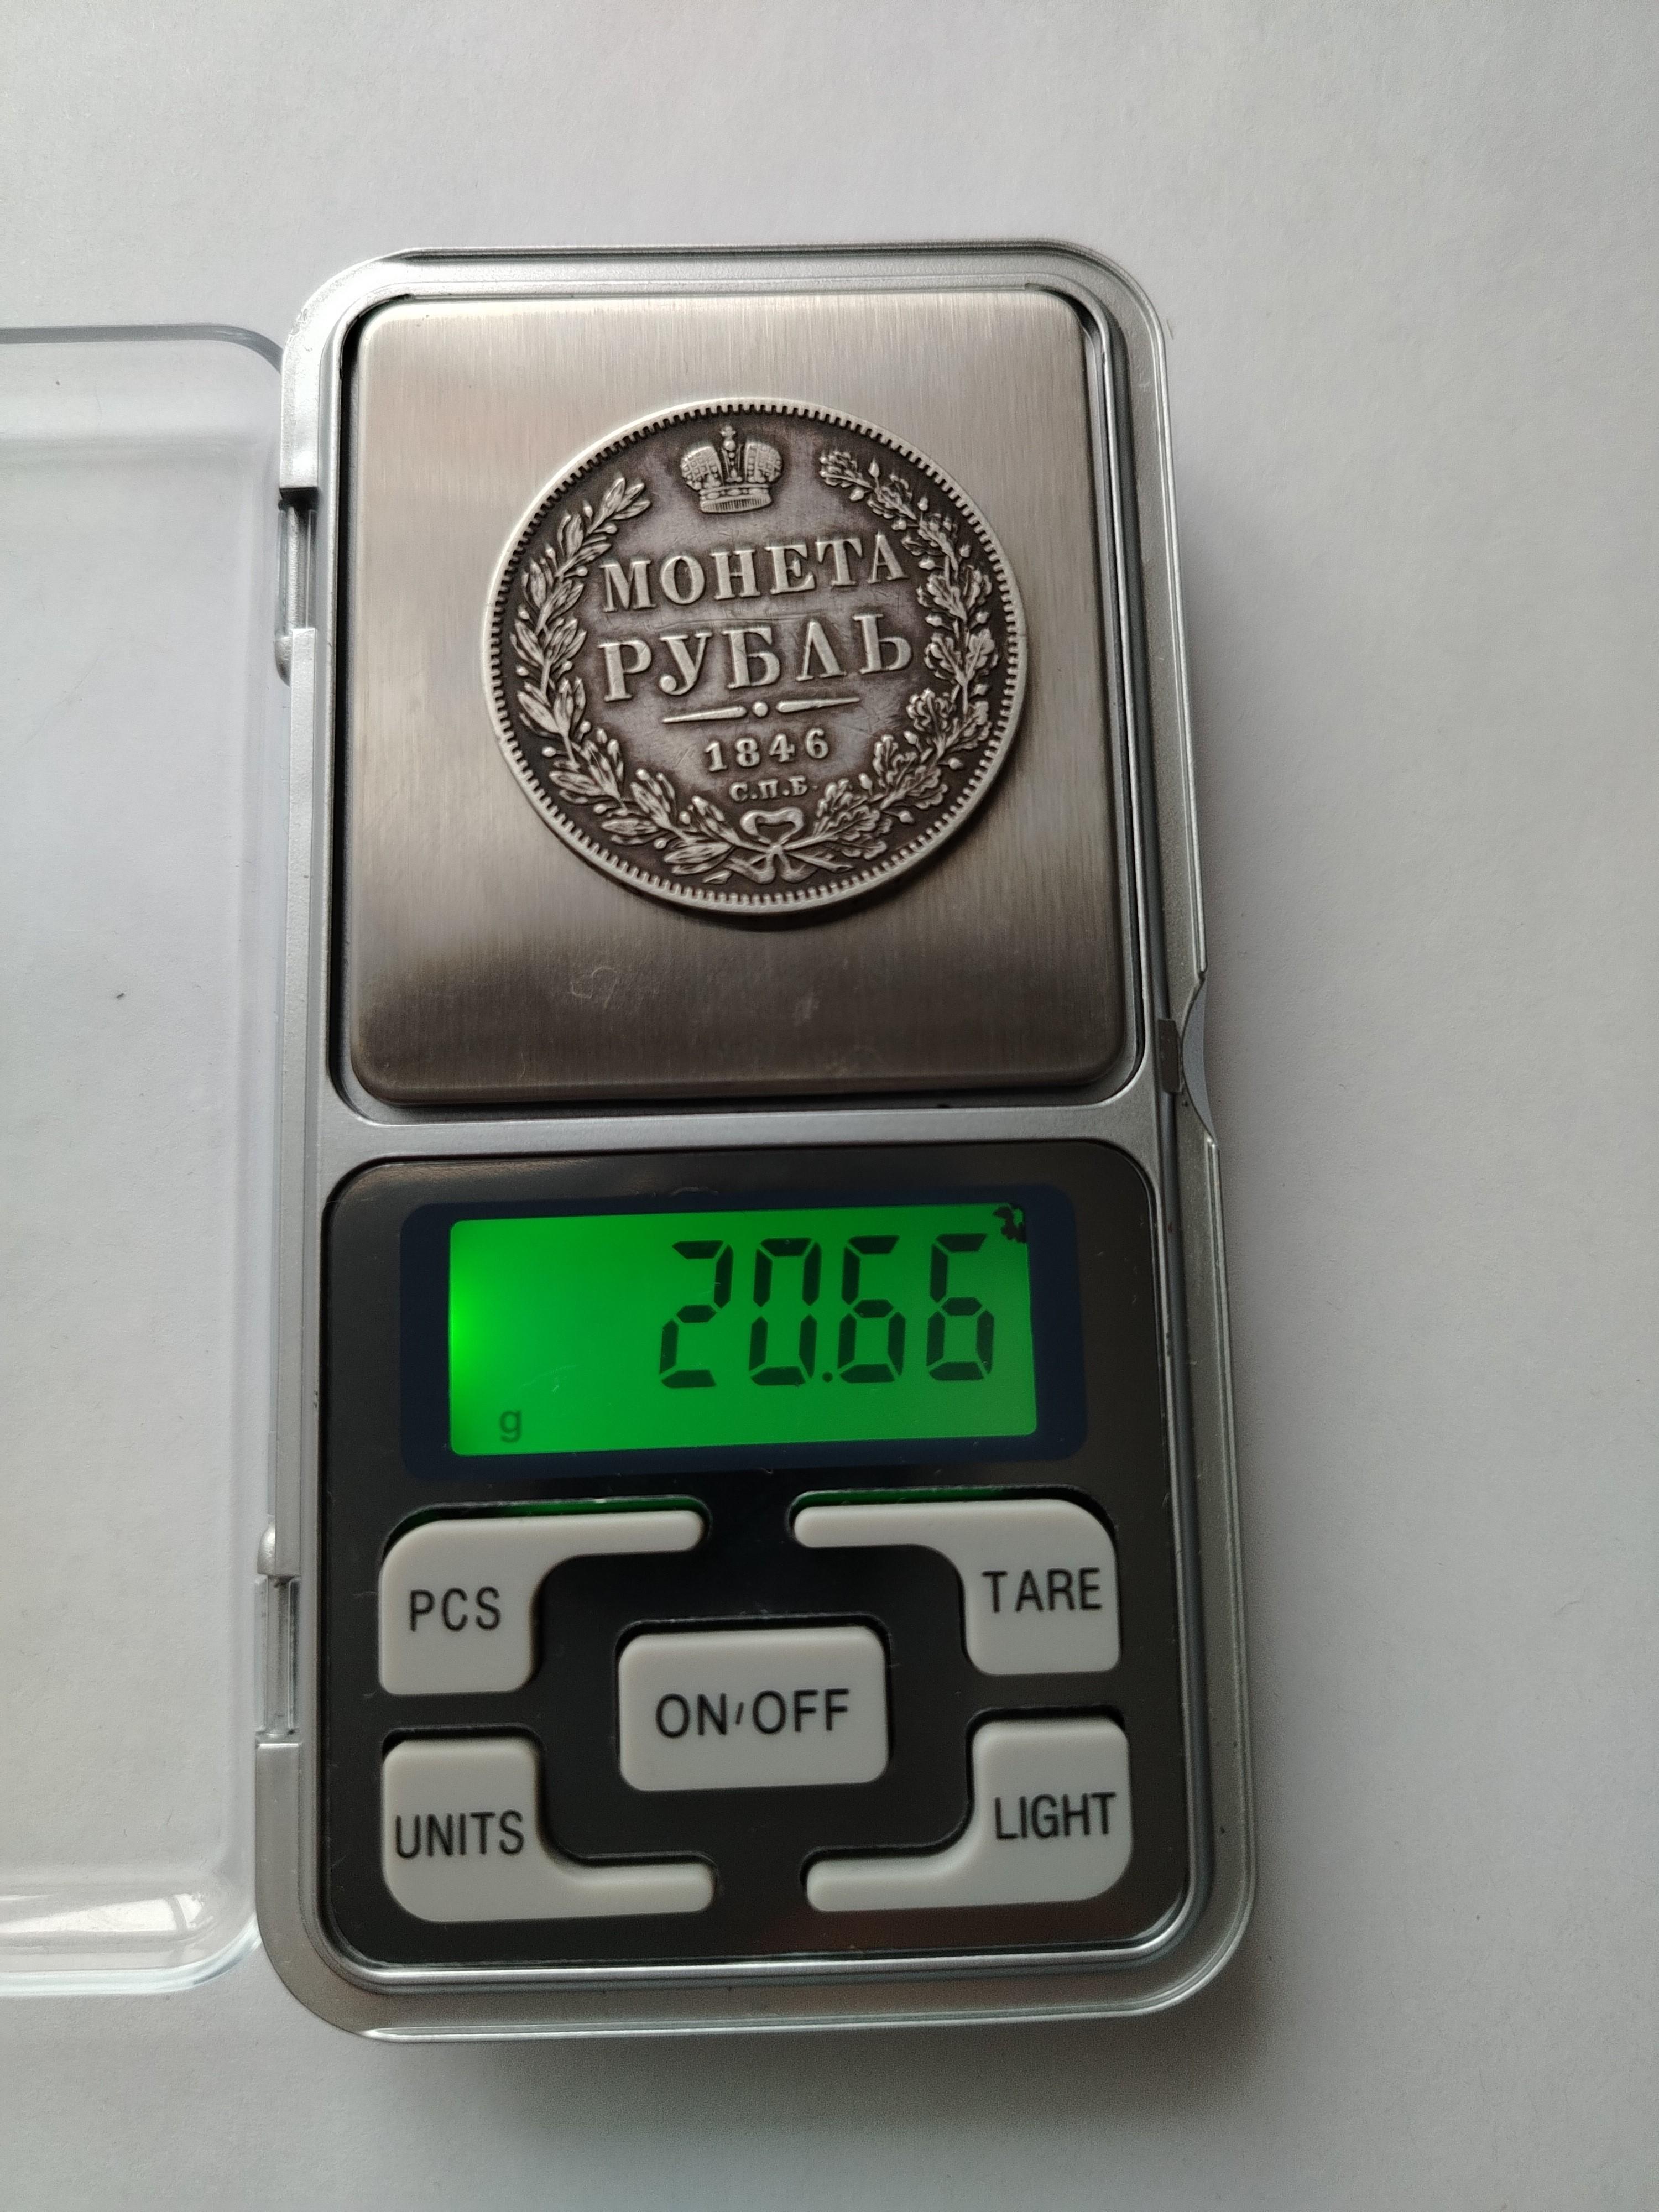 МОНЕТА
РУБЛЬ
1846
С.П.Б.
20.66
g
PCS
TARE
ON/OFF
UNITS
LIGHT